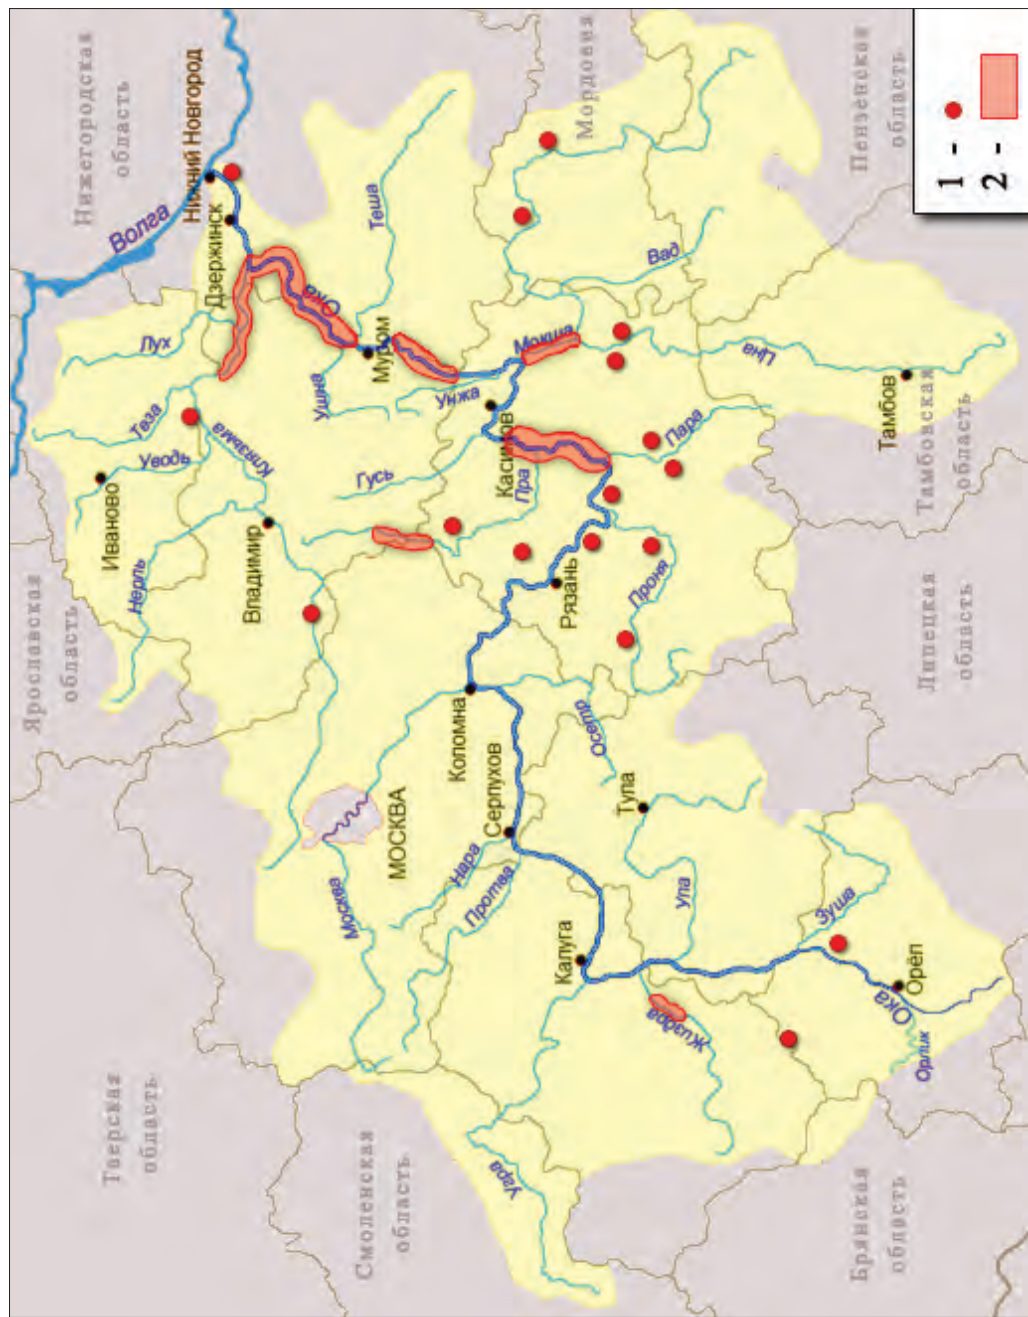 Ярославская
область
Нижегородская
область
Волга
Нижний Новгород
Дзержинск
Лух
Теза
Уводь
Иваново
Нерль
Клязьма
Владимир
Ока
Теша
Муром
Ушна
Унжа
Гусь
Касимов
Пра
Мокша
Мордовия
Вад
Пензенская
область
Цна
Тамбов
Тамбовская
область
Пара
Проня
Рязань
Липецкая
область
Тверская
область
Москва
МОСКВА
Коломна
Серпухов
Нара
Протва
Осетр
Тула
Упа
Калуга
Смоленская
область
Угра
Жиздра
Зуша
Ока
Орёл
Орлик
Брянская
область
1 -
2 -